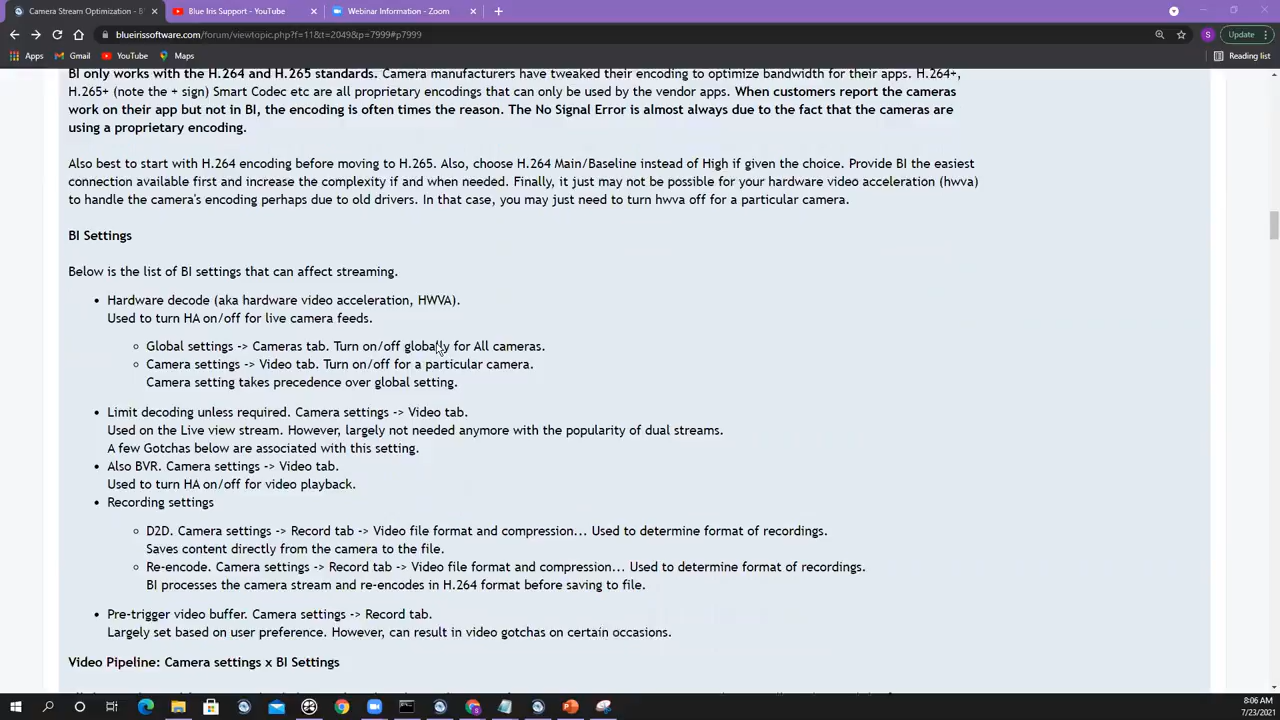 Camera Stream Optimization - B
Blue Iris Support - YouTube
Webinar Information - Zoom
blueirissoftware.com/forum/viewtopic.php?f=11&t=2049&p=7999#p7999
Update
Apps
Gmail
YouTube
Maps
Reading list
BI only works with the H.264 and H.265 standards. Camera manufacturers have tweaked their encoding to optimize bandwidth for their apps. H.264+,
H.265+ (note the + sign) Smart Codec etc are all proprietary encodings that can only be used by the vendor apps. When customers report the cameras
work on their app but not in BI, the encoding is often times the reason. The No Signal Error is almost always due to the fact that the cameras are
using a proprietary encoding.
Also best to start with H.264 encoding before moving to H.265. Also, choose H.264 Main/Baseline instead of High if given the choice. Provide BI the easiest
connection available first and increase the complexity if and when needed. Finally, it just may not be possible for your hardware video acceleration (hwva)
to handle the camera's encoding perhaps due to old drivers. In that case, you may just need to turn hwva off for a particular camera.
BI Settings
Below is the list of BI settings that can affect streaming.
• Hardware decode (aka hardware video acceleration, HWVA).
Used to turn HA on/off for live camera feeds.
Global settings -> Cameras tab. Turn on/off globally for All cameras.
Camera settings -> Video tab. Turn on/off for a particular camera.
Camera setting takes precedence over global setting.
• Limit decoding unless required. Camera settings -> Video tab.
Used on the Live view stream. However, largely not needed anymore with the popularity of dual streams.
A few Gotchas below are associated with this setting.
• Also BVR. Camera settings -> Video tab.
Used to turn HA on/off for video playback.
• Recording settings
D2D. Camera settings -> Record tab -> Video file format and compression... Used to determine format of recordings.
Saves content directly from the camera to the file.
Re-encode. Camera settings -> Record tab -> Video file format and compression... Used to determine format of recordings.
BI processes the camera stream and re-encodes in H.264 format before saving to file.
• Pre-trigger video buffer. Camera settings -> Record tab.
Largely set based on user preference. However, can result in video gotchas on certain occasions.
Video Pipeline: Camera settings x BI Settings
8:06 AM
7/23/2021